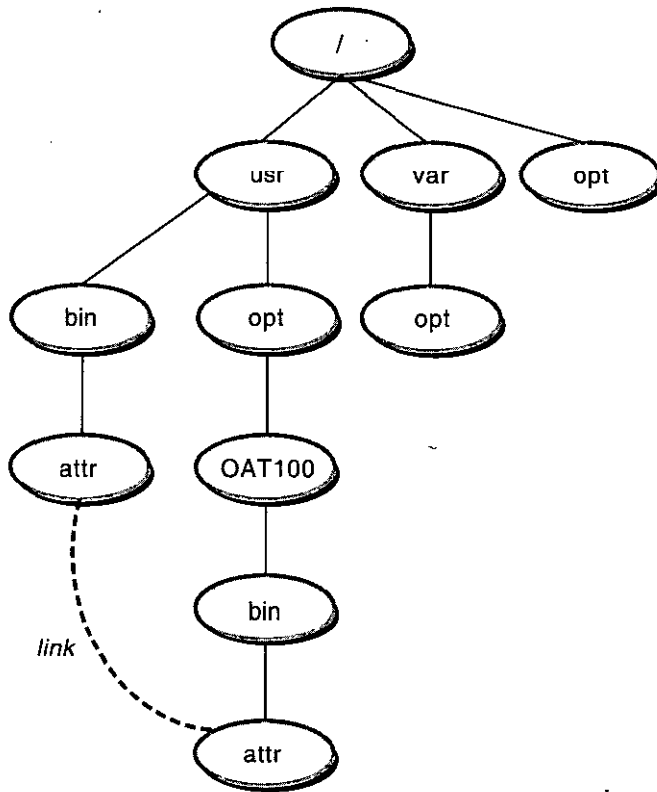 /
usr
var
opt
bin
opt
opt
attr
OAT100
bin
link
attr